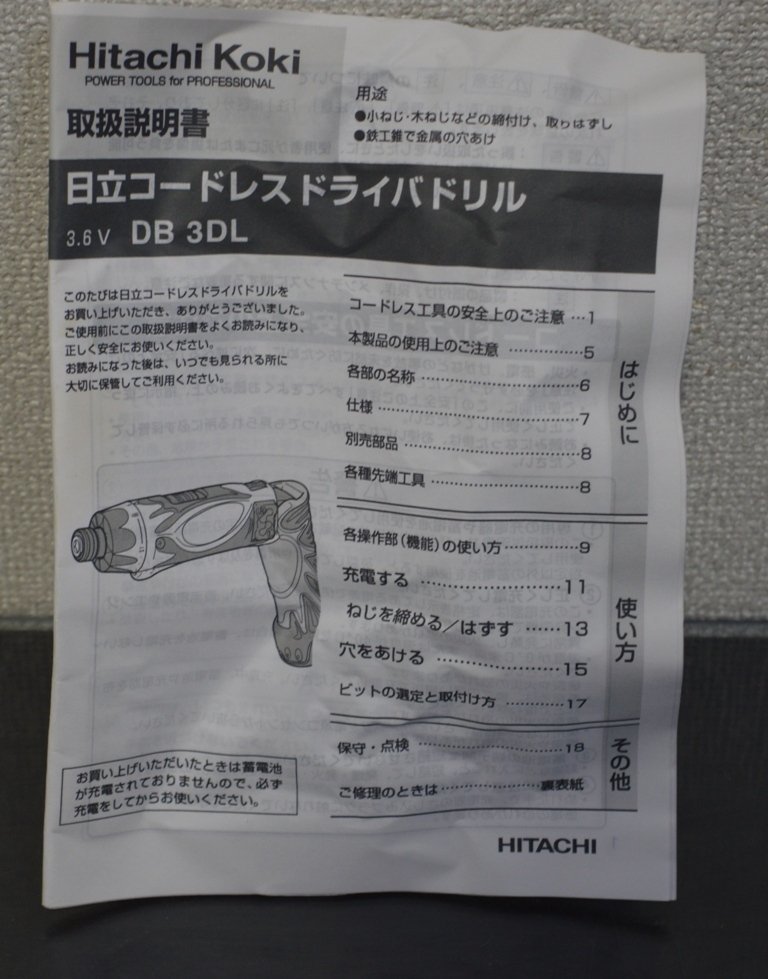 Hitachi Koki
POWER TOOLS for PROFESSIONAL
取扱説明書
用途
●小ねじ・木ねじなどの締付け、取りはずし
●鉄工錐で金属の穴あけ
日立コードレスドライバドリル
3.6V DB 3DL
このたびは日立コードレスドライバドリルを
お買い上げいただき、ありがとうございました。
ご使用前にこの取扱説明書をよくお読みになり、
正しく安全にお使いください。
お読みになった後は、いつでも見られる所に
大切に保管してご利用ください。
はじめに
コードレス工具の安全上のご注意 …1
本製品の使用上のご注意 ……………5
各部の名称 ……………………………6
仕様 ……………………………………7
別売部品 ………………………………8
各種先端工具 …………………………8
使い方
各操作部(機能)の使い方 ……………9
充電する ………………………11
ねじを締める/はずす ……13
穴をあける ……………………15
ビットの選定と取付け方 …………17
その他
保守・点検 …………………………18
ご修理のときは ………………裏表紙
お買い上げいただいたときは蓄電池
が充電されておりませんので、必ず
充電をしてからお使いください。
HITACHI